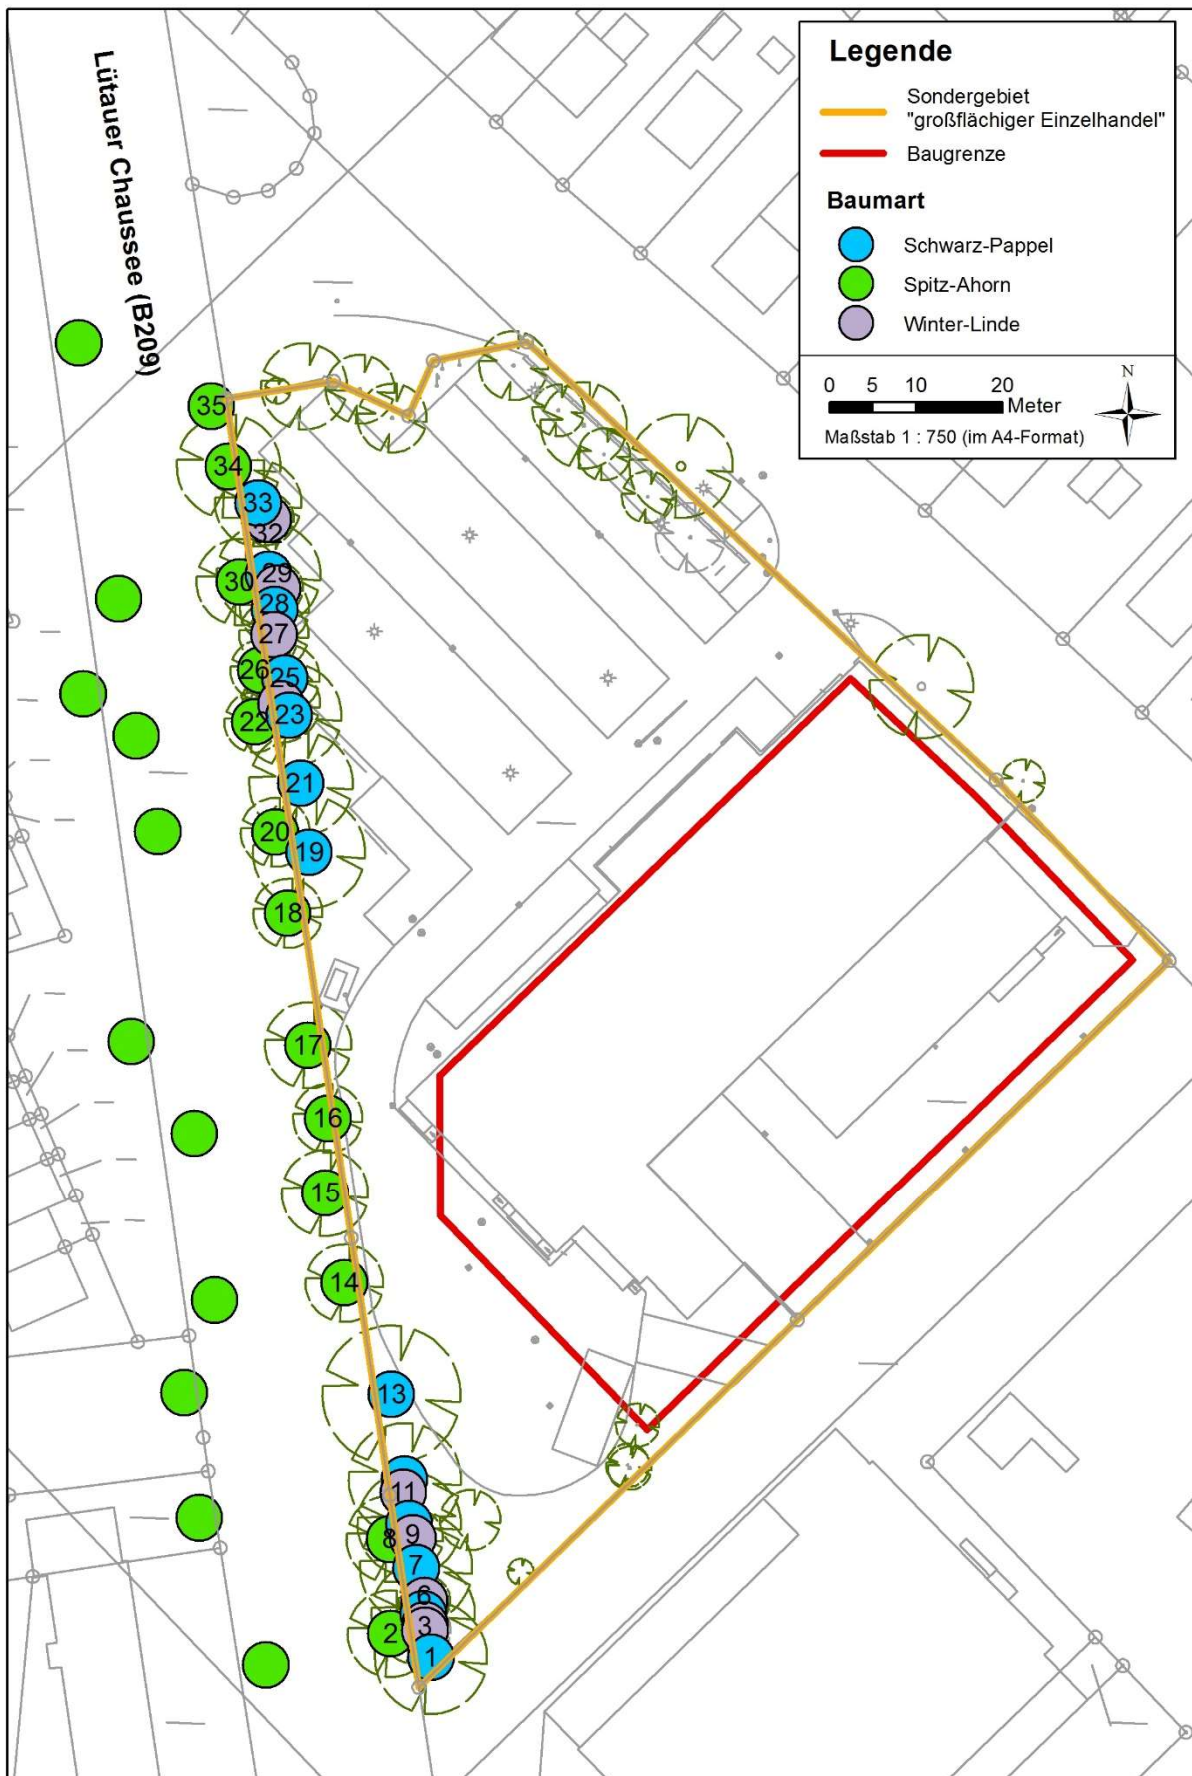 Lütauer Chaussee (B209)
Legende
Sondergebiet
"großflächiger Einzelhandel"
Baugrenze
Baumart
Schwarz-Pappel
Spitz-Ahorn
Winter-Linde
0 5 10 20
Meter
N
Maßstab 1 : 750 (im A4-Format)
35
34
33
32
29
30
28
27
26
25
23
22
21
20
19
18
17
16
15
14
13
11
9
8
7
6
3
2
1